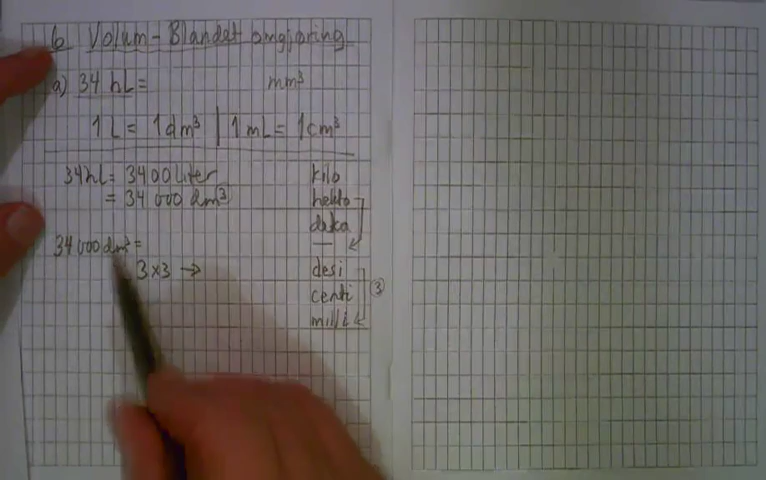 6 Volum - Blandet omgjøring
a) 34 hL = mm³
1 L = 1 dm³ | 1 mL = 1 cm³
34 hL = 3400 liter
= 34 000 dm³
34 000 dm³ =
3 x 3 →
kilo
hekto
deka
—
desi
centi
milli
3